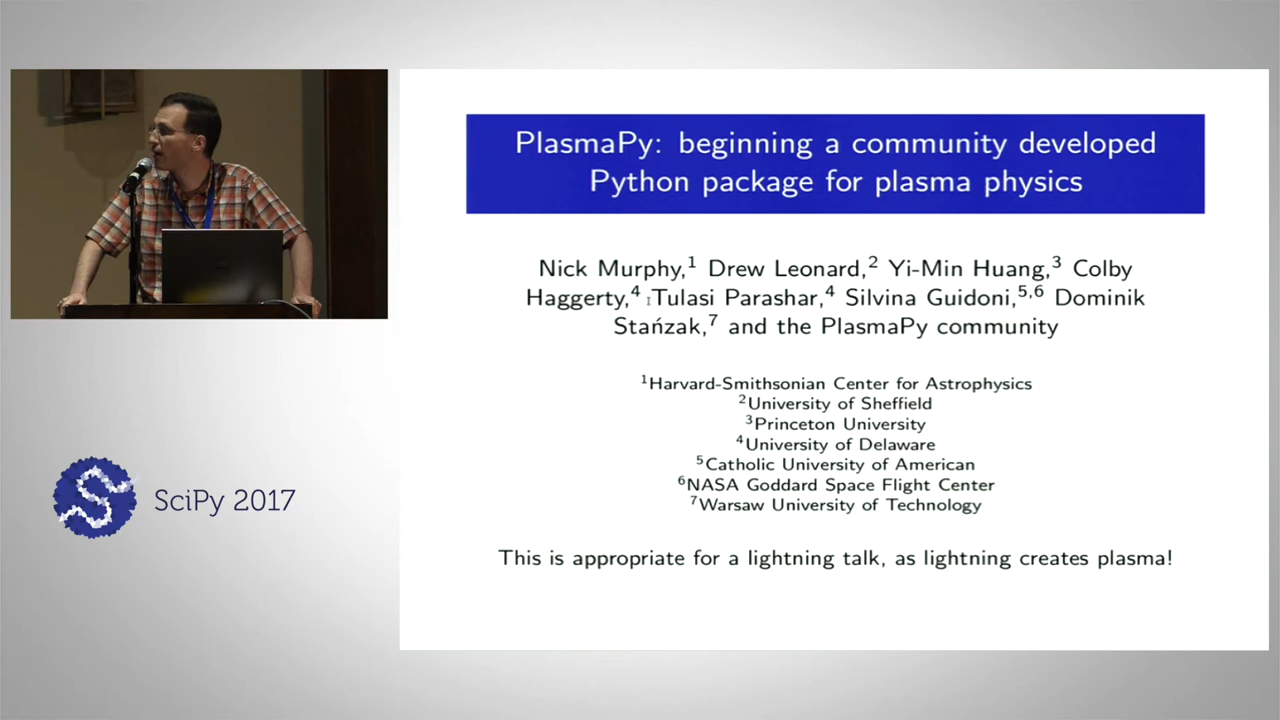 PlasmaPy: beginning a community developed
Python package for plasma physics
Nick Murphy,¹ Drew Leonard,² Yi-Min Huang,³ Colby
Haggerty,⁴ Tulasi Parashar,⁴ Silvina Guidoni,⁵,⁶ Dominik
Stańzak,⁷ and the PlasmaPy community
¹Harvard-Smithsonian Center for Astrophysics
²University of Sheffield
³Princeton University
⁴University of Delaware
⁵Catholic University of American
⁶NASA Goddard Space Flight Center
⁷Warsaw University of Technology
This is appropriate for a lightning talk, as lightning creates plasma!
SciPy 2017